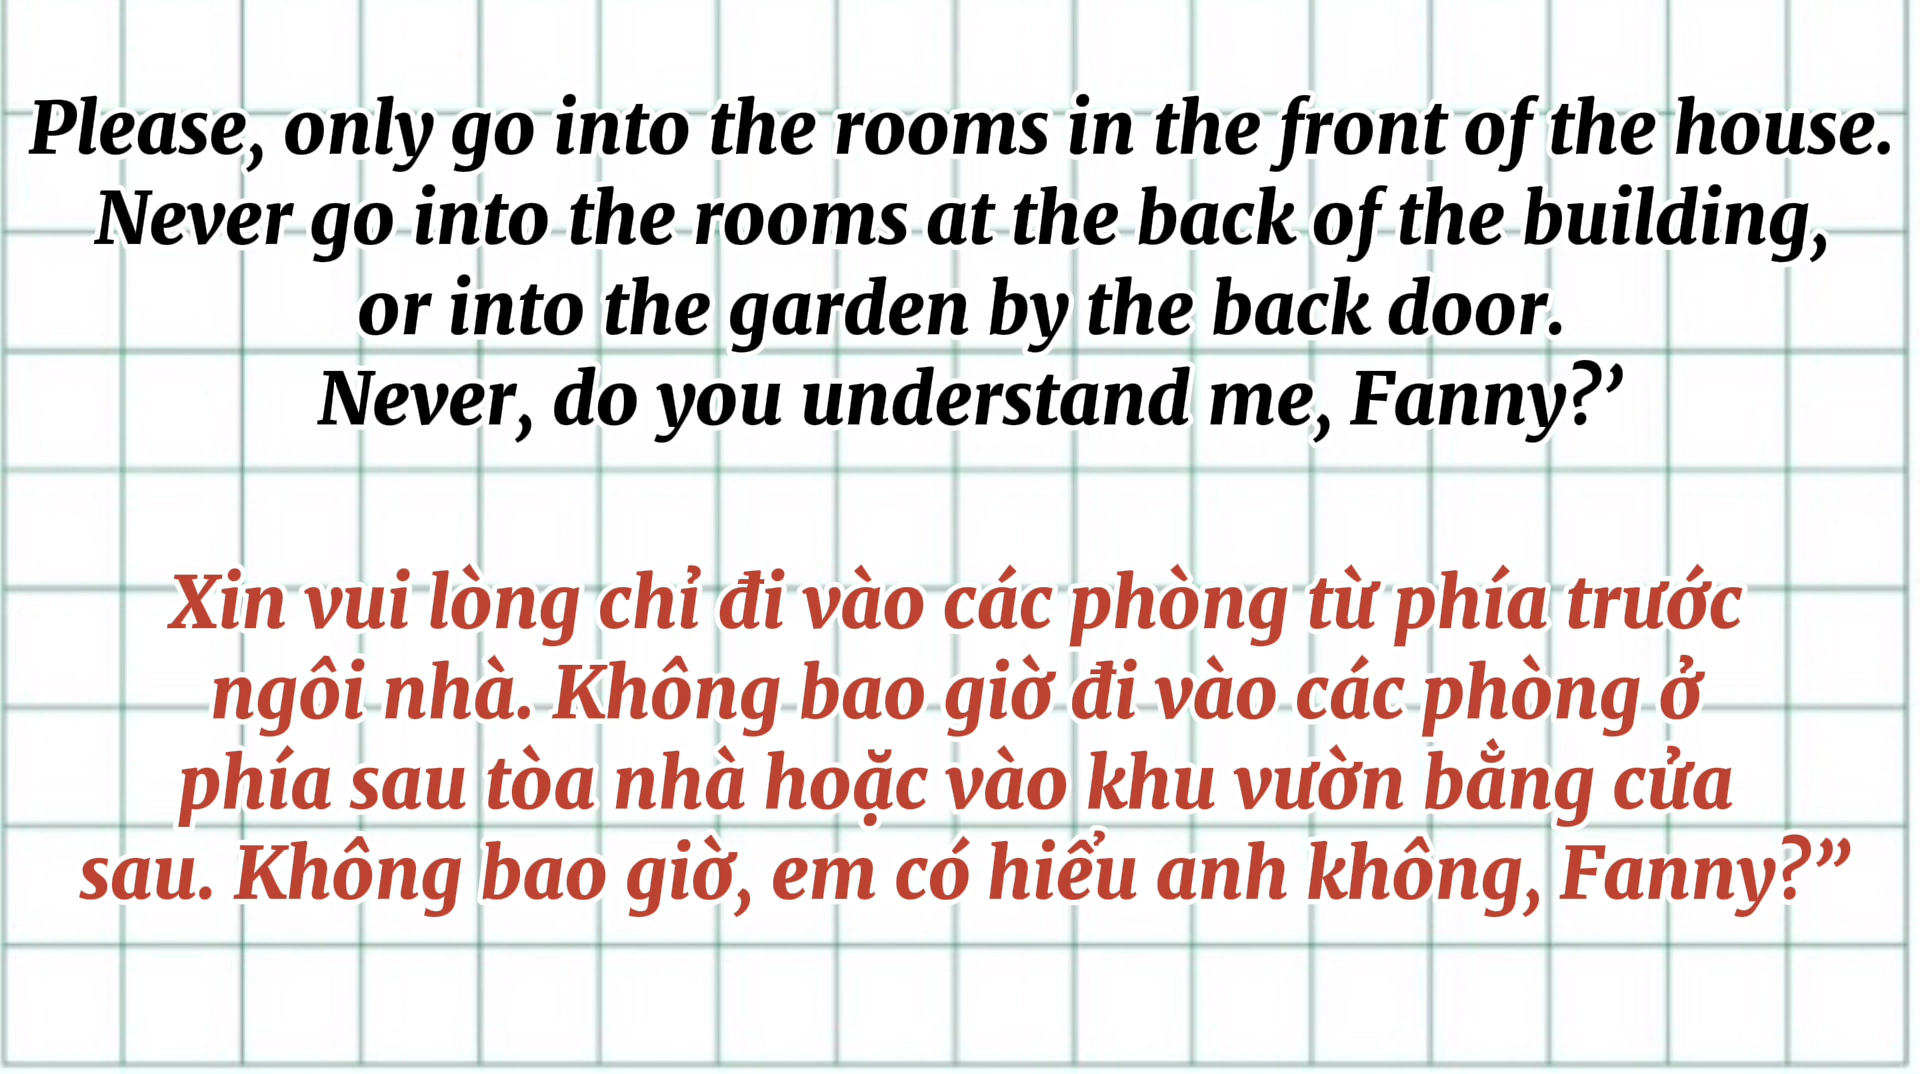 Please, only go into the rooms in the front of the house.
Never go into the rooms at the back of the building,
or into the garden by the back door.
Never, do you understand me, Fanny?’
Xin vui lòng chỉ đi vào các phòng từ phía trước
ngôi nhà. Không bao giờ đi vào các phòng ở
phía sau tòa nhà hoặc vào khu vườn bằng cửa
sau. Không bao giờ, em có hiểu anh không, Fanny?”